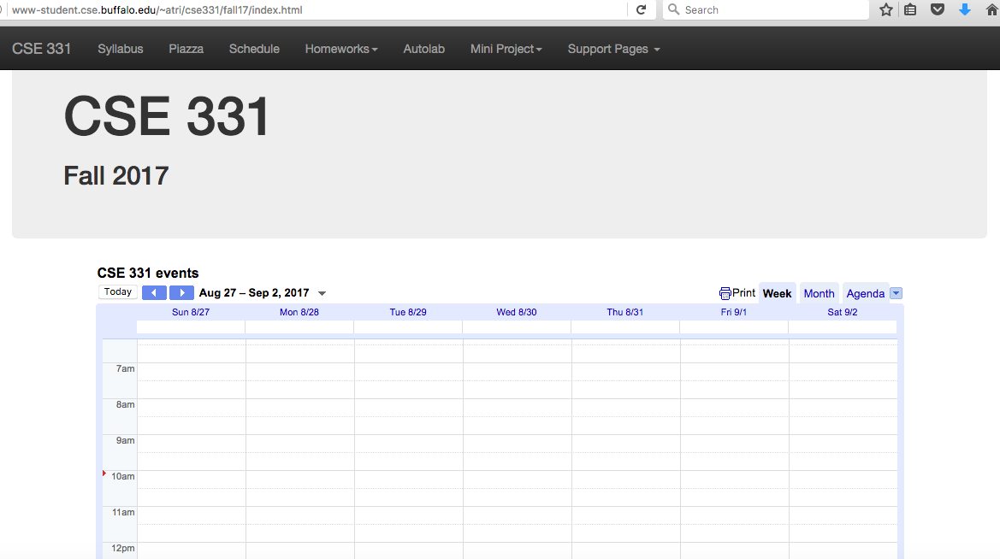 www-student.cse.buffalo.edu/~atri/cse331/fall17/index.html
Search
CSE 331 Syllabus Piazza Schedule Homeworks Autolab Mini Project Support Pages
CSE 331
Fall 2017
CSE 331 events
Today Aug 27 – Sep 2, 2017 Print Week Month Agenda
Sun 8/27 Mon 8/28 Tue 8/29 Wed 8/30 Thu 8/31 Fri 9/1 Sat 9/2
7am
8am
9am
10am
11am
12pm